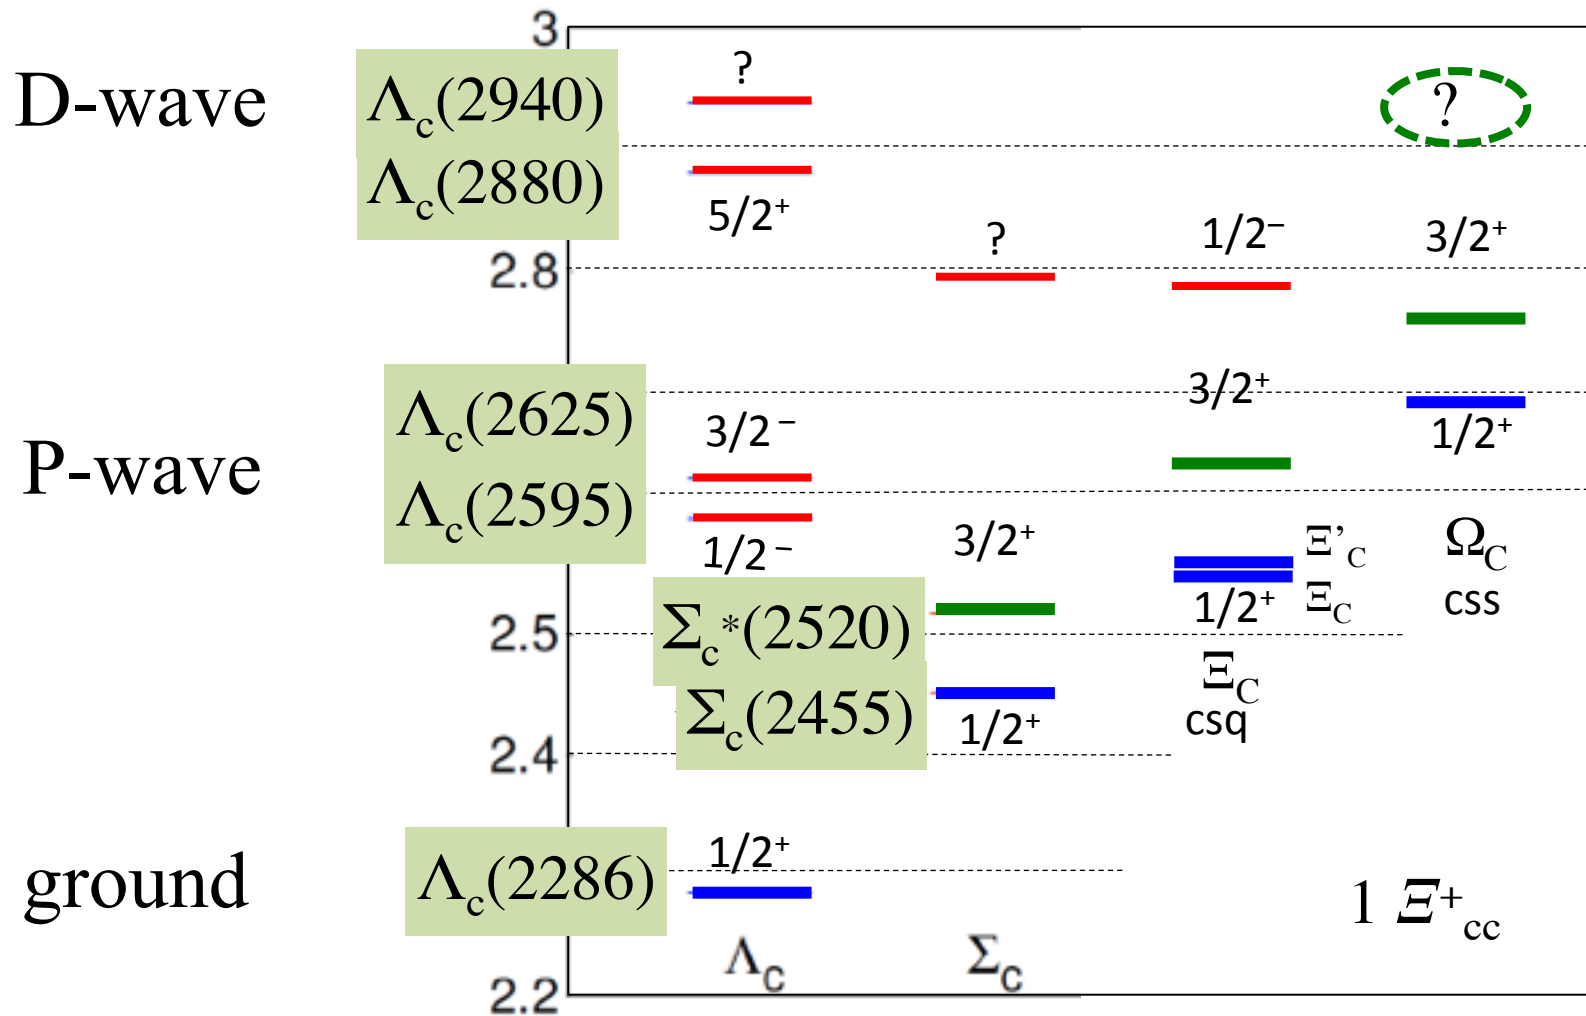 3
D-wave
Λc(2940)
?
?
Λc(2880)
5/2⁺
?
1/2⁻
3/2⁺
2.8
Λc(2625)
3/2⁻
3/2⁺
1/2⁺
P-wave
Λc(2595)
1/2⁻
3/2⁺
Ξ’C
ΩC
1/2⁺
ΞC
css
2.5
Σc*(2520)
ΞC
csq
Σc(2455)
1/2⁺
2.4
ground
Λc(2286)
1/2⁺
1 Ξ⁺cc
ΛC
ΣC
2.2